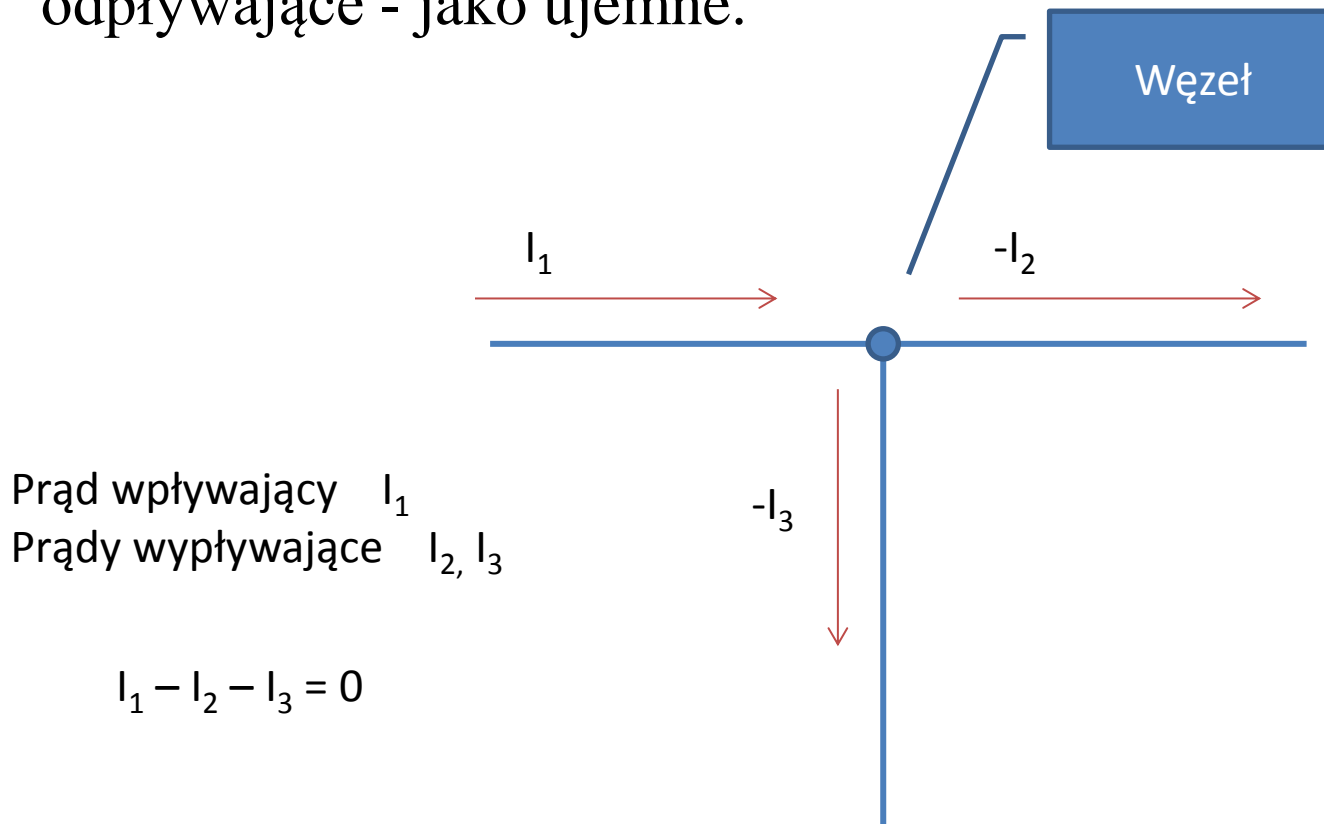 odpływające - jako ujemne.
Węzeł
I₁
-I₂
Prąd wpływający I₁
-I₃
Prądy wypływające I₂, I₃
I₁ – I₂ – I₃ = 0